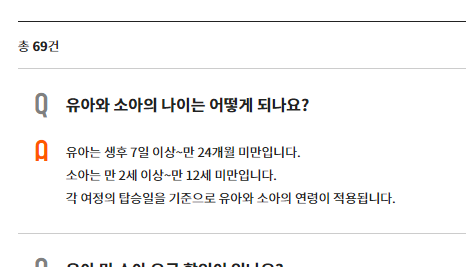 총 69건
Q 유아와 소아의 나이는 어떻게 되나요?
A 유아는 생후 7일 이상~만 24개월 미만입니다.
소아는 만 2세 이상~만 12세 미만입니다.
각 여정의 탑승일을 기준으로 유아와 소아의 연령이 적용됩니다.
Q